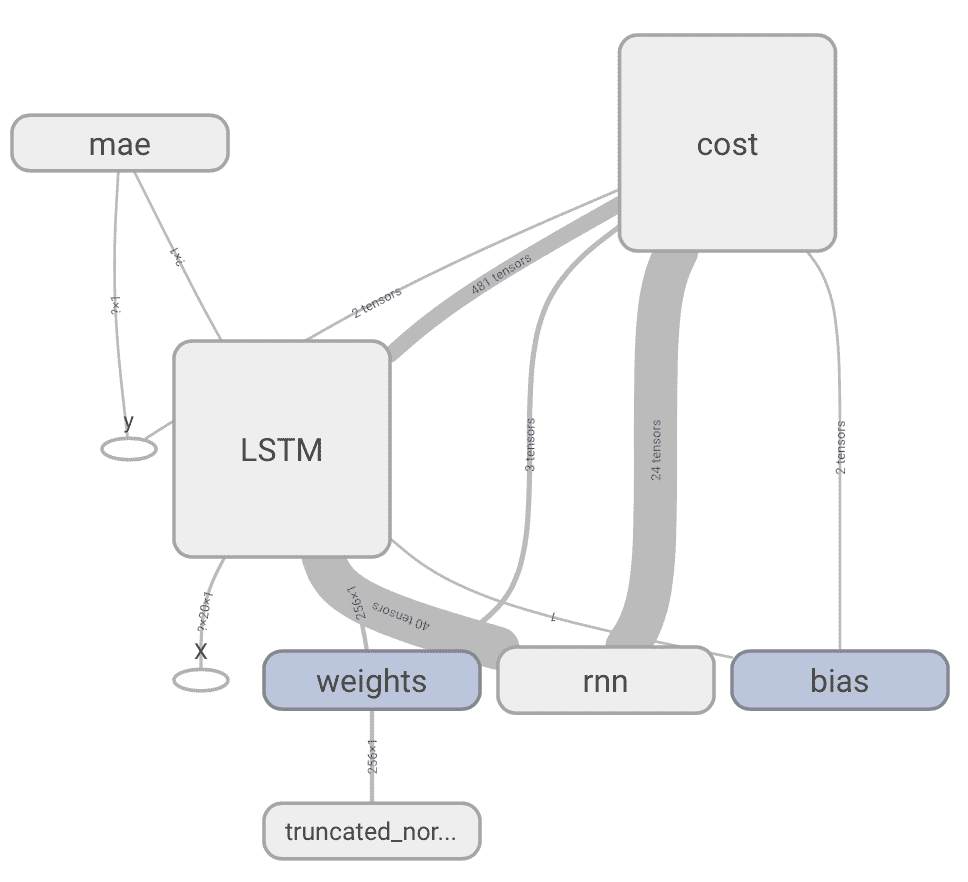 cost
mae
?×1
481 tensors
2 tensors
?×1
y
LSTM
3 tensors
24 tensors
2 tensors
?×20×1
256×1
40 tensors
1
x
weights
rnn
bias
256×1
truncated_nor...